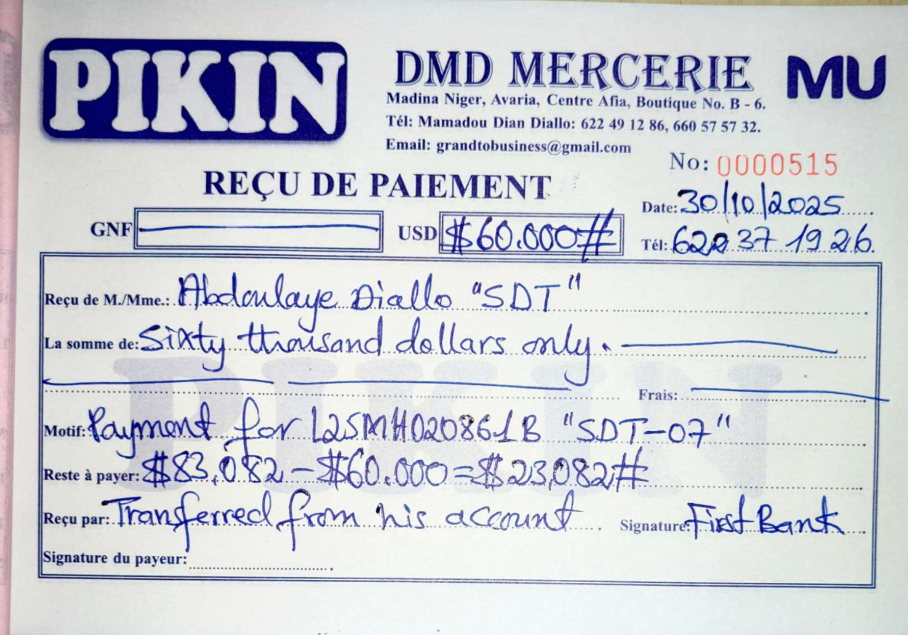 PIKIN
DMD MERCERIE
MU
Madina Niger, Avaria, Centre Afia, Boutique No. B - 6.
Tél: Mamadou Dian Diallo: 622 49 12 86, 660 57 57 32.
Email: grandtobusiness@gmail.com
No: 0000515
REÇU DE PAIEMENT
Date: 30/10/2025
GNF USD $60.000#
Tél: 622 37 19 26.
Reçu de M./Mme.: Abdoulaye Diallo "SDT"
La somme de: Sixty thousand dollars only.
Frais:
Motif: Payment for L25MH020861B "SDT-07"
Reste à payer: $83,082 - $60.000 = $23,082#
Reçu par: Transferred from his account Signature: First Bank
Signature du payeur:
PIKIN